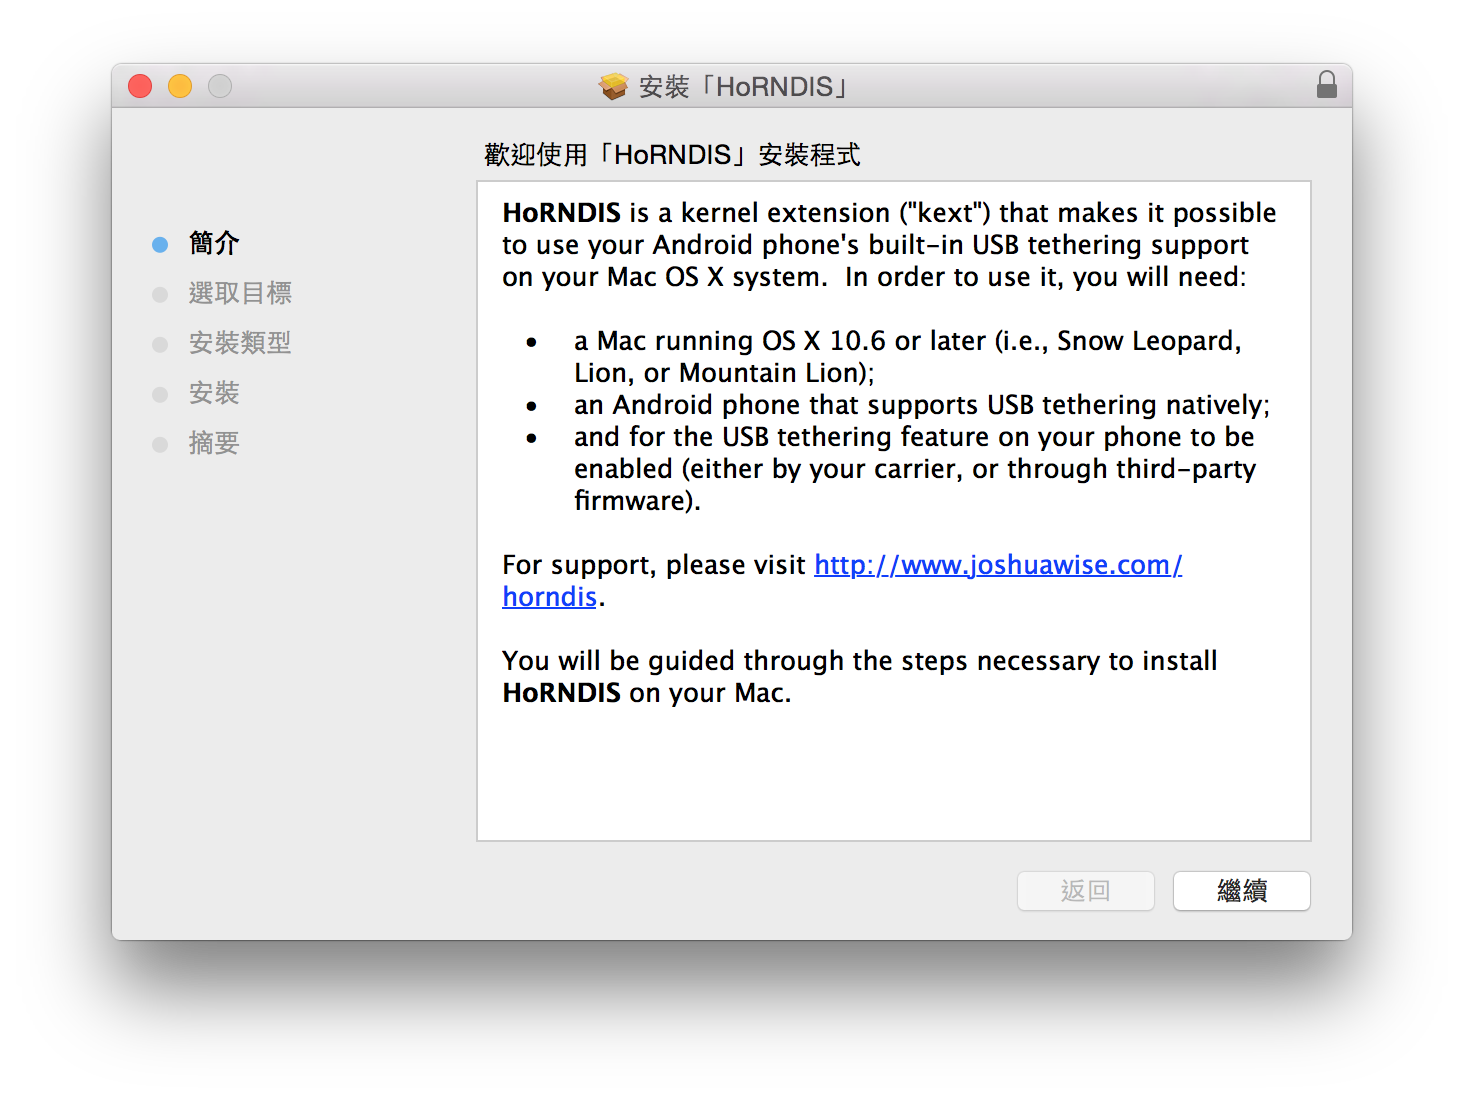 安裝「HoRNDIS」
歡迎使用「HoRNDIS」安裝程式
簡介
選取目標
安裝類型
安裝
摘要
HoRNDIS is a kernel extension ("kext") that makes it possible
to use your Android phone's built-in USB tethering support
on your Mac OS X system.  In order to use it, you will need:
• a Mac running OS X 10.6 or later (i.e., Snow Leopard,
Lion, or Mountain Lion);
• an Android phone that supports USB tethering natively;
• and for the USB tethering feature on your phone to be
enabled (either by your carrier, or through third-party
firmware).
For support, please visit http://www.joshuawise.com/
horndis.
You will be guided through the steps necessary to install
HoRNDIS on your Mac.
返回
繼續